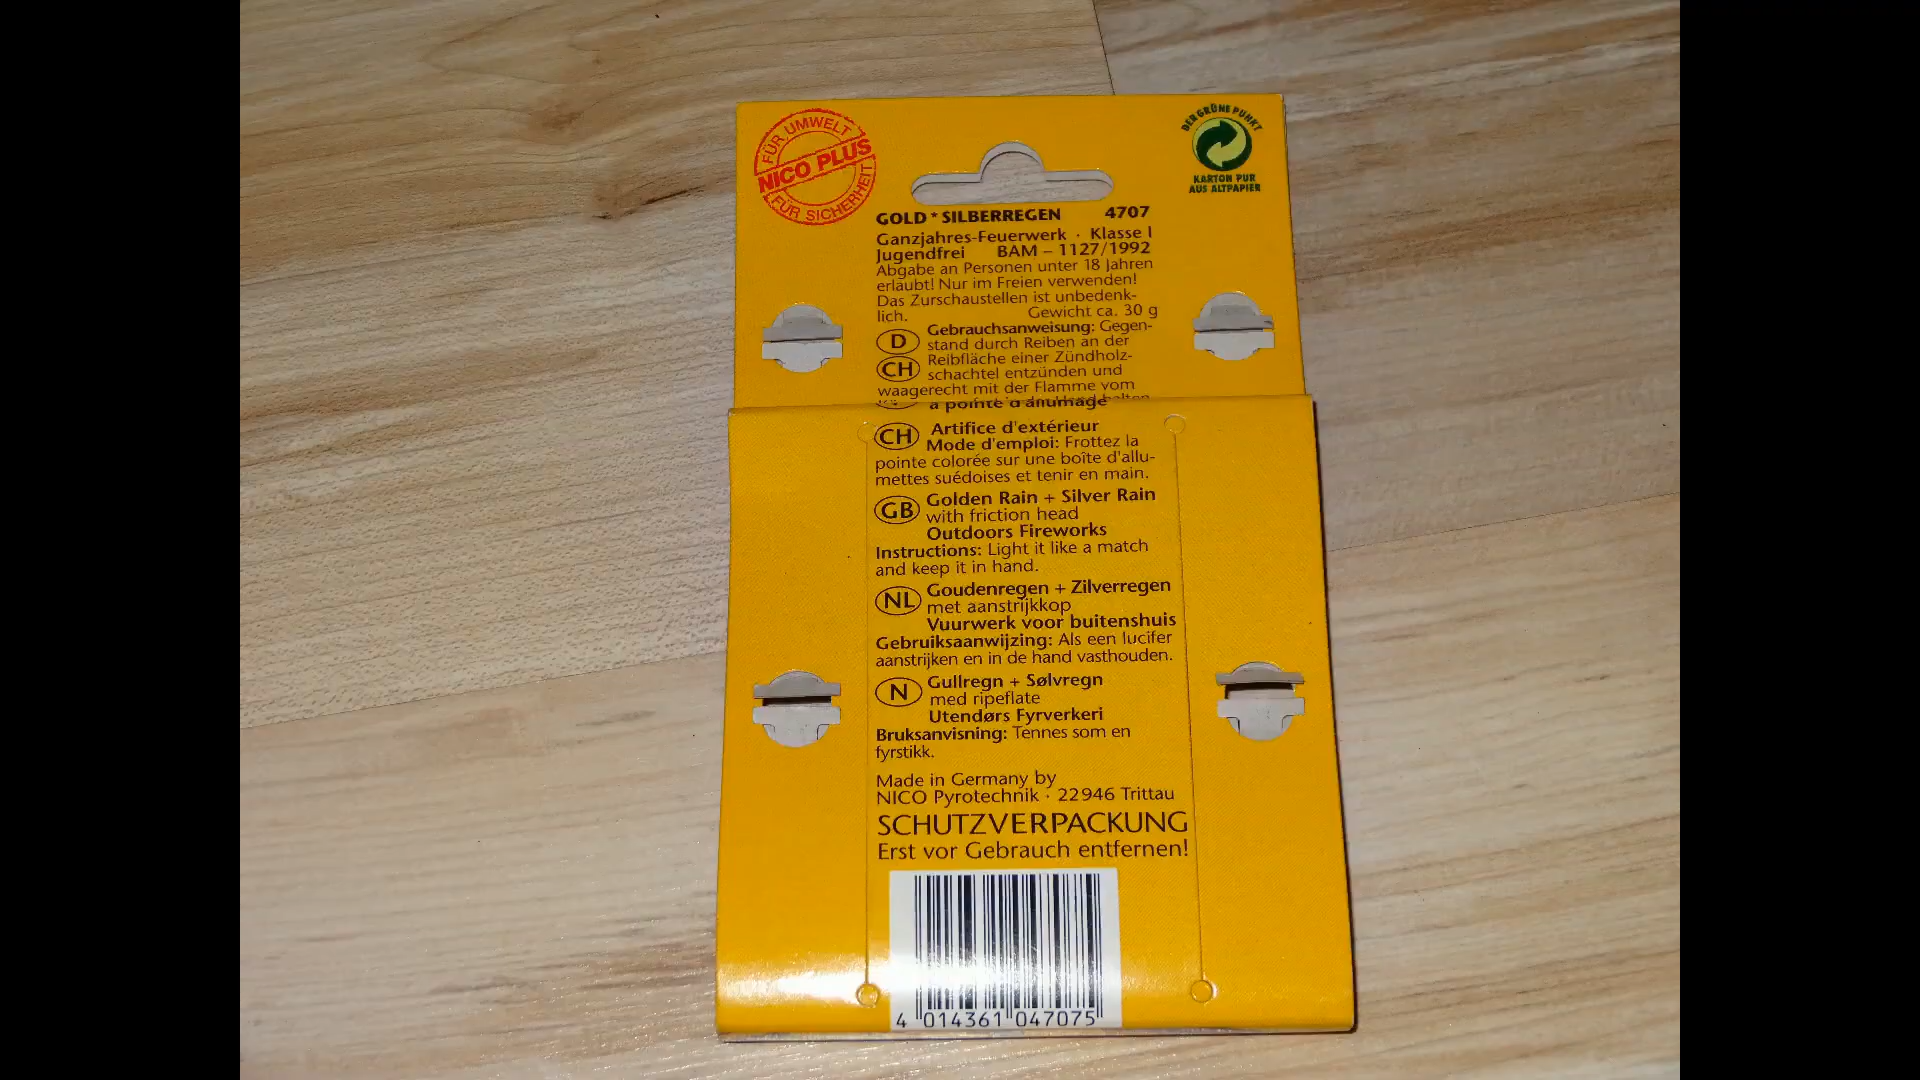 FÜR UMWELT
NICO PLUS
FÜR SICHERHEIT
DER GRÜNE PUNKT
KARTON PUR
AUS ALTPAPIER
GOLD * SILBERREGEN 4707
Ganzjahres-Feuerwerk · Klasse I
Jugendfrei BAM – 1127/1992
Abgabe an Personen unter 18 Jahren
erlaubt! Nur im Freien verwenden!
Das Zurschaustellen ist unbedenk-
lich. Gewicht ca. 30 g
D Gebrauchsanweisung: Gegen-
stand durch Reiben an der
CH Reibfläche einer Zündholz-
schachtel entzünden und
waagerecht mit der Flamme vom
à pointe d'allumage
CH Artifice d'extérieur
Mode d'emploi: Frottez la
pointe colorée sur une boîte d'allu-
mettes suédoises et tenir en main.
GB Golden Rain + Silver Rain
with friction head
Outdoors Fireworks
Instructions: Light it like a match
and keep it in hand.
NL Goudenregen + Zilverregen
met aanstrijkkop
Vuurwerk voor buitenshuis
Gebruiksaanwijzing: Als een lucifer
aanstrijken en in de hand vasthouden.
N Gullregn + Sølvregn
med ripeflate
Utendørs Fyrverkeri
Bruksanvisning: Tennes som en
fyrstikk.
Made in Germany by
NICO Pyrotechnik · 22946 Trittau
SCHUTZVERPACKUNG
Erst vor Gebrauch entfernen!
4 014361 047075